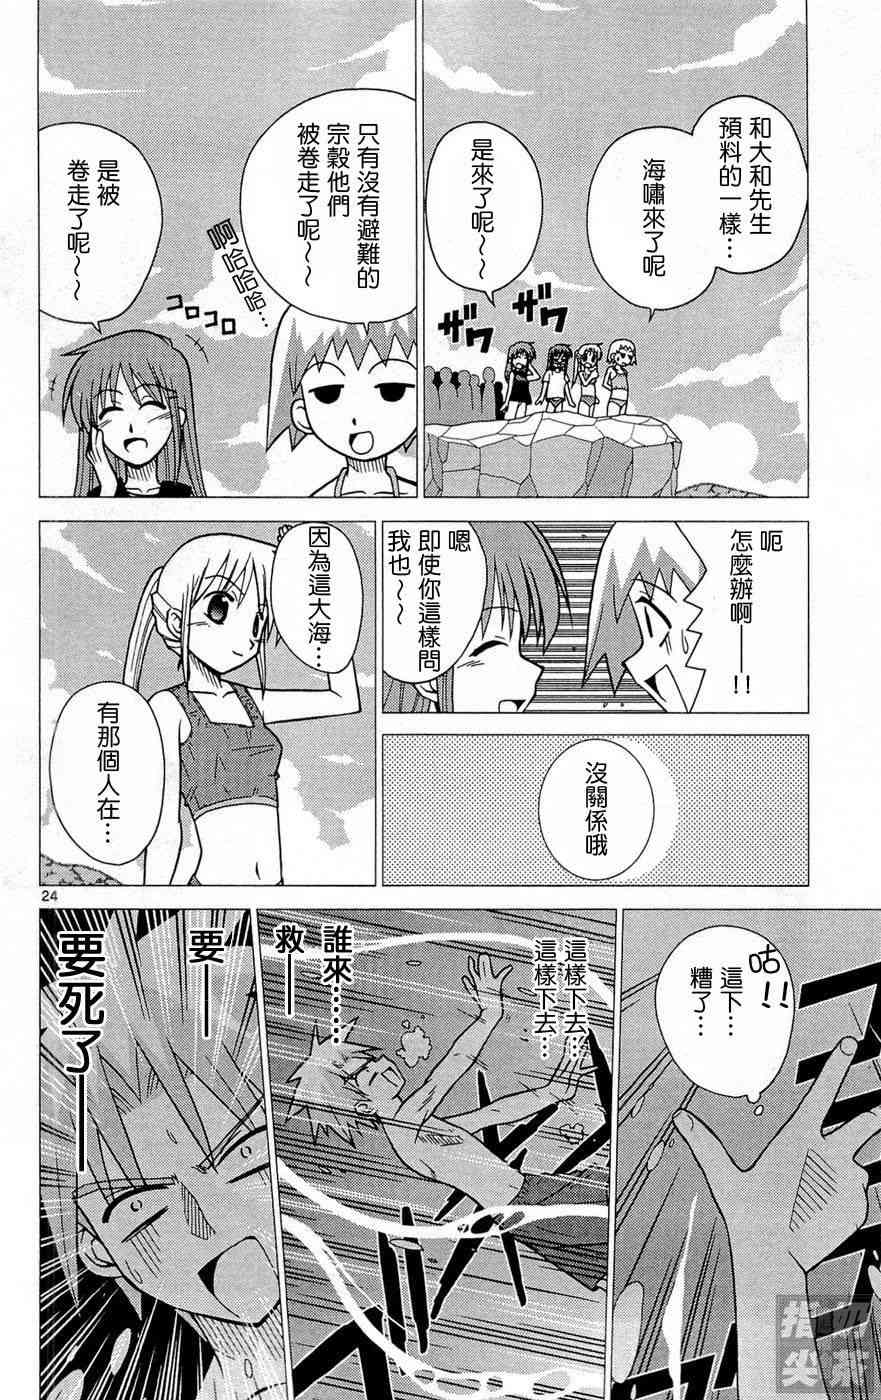 和大和先生
預料的一樣…
海嘯來了呢
是來了呢～～
ザワ
ザワ
只有沒有避難的
宗穀他們
被卷走了呢～～
啊哈哈哈…
コロコロ
是被
卷走了呢～～
呃
怎麼辦啊——!!
嗯
即使你這樣問
我也～～
沒關係哦
因為這大海…
有那個人在…
24
咕!!
這下…
糟了…
這樣下去…
這樣下去…
誰來……
救——
要——
要死了——
指奶
尖茶